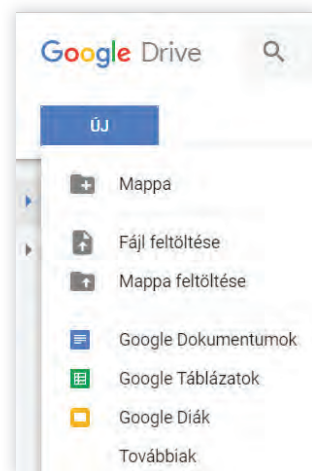 Google Drive
ÚJ
Mappa
Fájl feltöltése
Mappa feltöltése
Google Dokumentumok
Google Táblázatok
Google Diák
Továbbiak